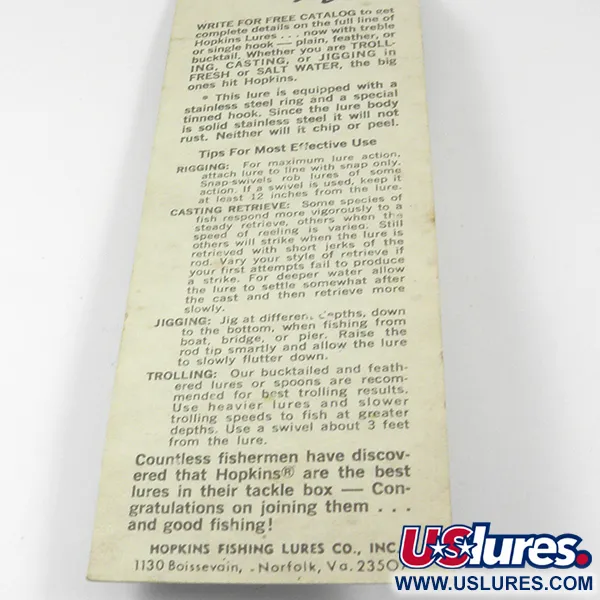 WRITE FOR FREE CATALOG to get
complete details on the full line of
Hopkins Lures . . . now with treble
or single hook — plain, feather, or
bucktail. Whether you are TROLL-
ING, CASTING, or JIGGING in
FRESH or SALT WATER, the big
ones hit Hopkins.
• This lure is equipped with a
stainless steel ring and a special
tinned hook. Since the lure body
is solid stainless steel it will not
rust. Neither will it chip or peel.
Tips For Most Effective Use
RIGGING: For maximum lure action,
attach lure to line with snap only.
Snap-swivels rob lures of some
action. If a swivel is used, keep it
at least 12 inches from the lure.
CASTING RETRIEVE: Some species of
fish respond more vigorously to a
steady retrieve, others when the
speed of reeling is varied. Still
others will strike when the lure is
retrieved with short jerks of the
rod. Vary your style of retrieve if
your first attempts fail to produce
a strike. For deeper water allow
the lure to settle somewhat after
the cast and then retrieve more
slowly.
JIGGING: Jig at different depths, down
to the bottom, when fishing from
boat, bridge, or pier. Raise the
rod tip smartly and allow the lure
to slowly flutter down.
TROLLING: Our bucktailed and feath-
ered lures or spoons are recom-
mended for best trolling results.
Use heavier lures and slower
trolling speeds to fish at greater
depths. Use a swivel about 3 feet
from the lure.
Countless fishermen have discov-
ered that Hopkins® are the best
lures in their tackle box — Con-
gratulations on joining them . . .
and good fishing!
HOPKINS FISHING LURES CO., INC.
1130 Boissevain, Norfolk, Va. 23507
USlures.
WWW.USLURES.COM